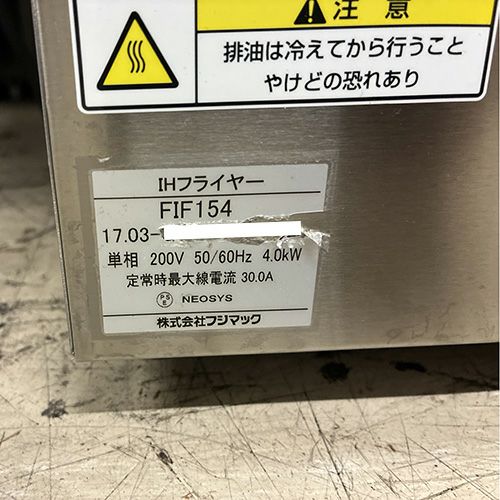 注意
排油は冷えてから行うこと
やけどの恐れあり
IHフライヤー
FIF154
17.03-
単相 200V 50/60Hz 4.0kW
定常時最大線電流 30.0A
PSE NEOSYS
株式会社フジマック